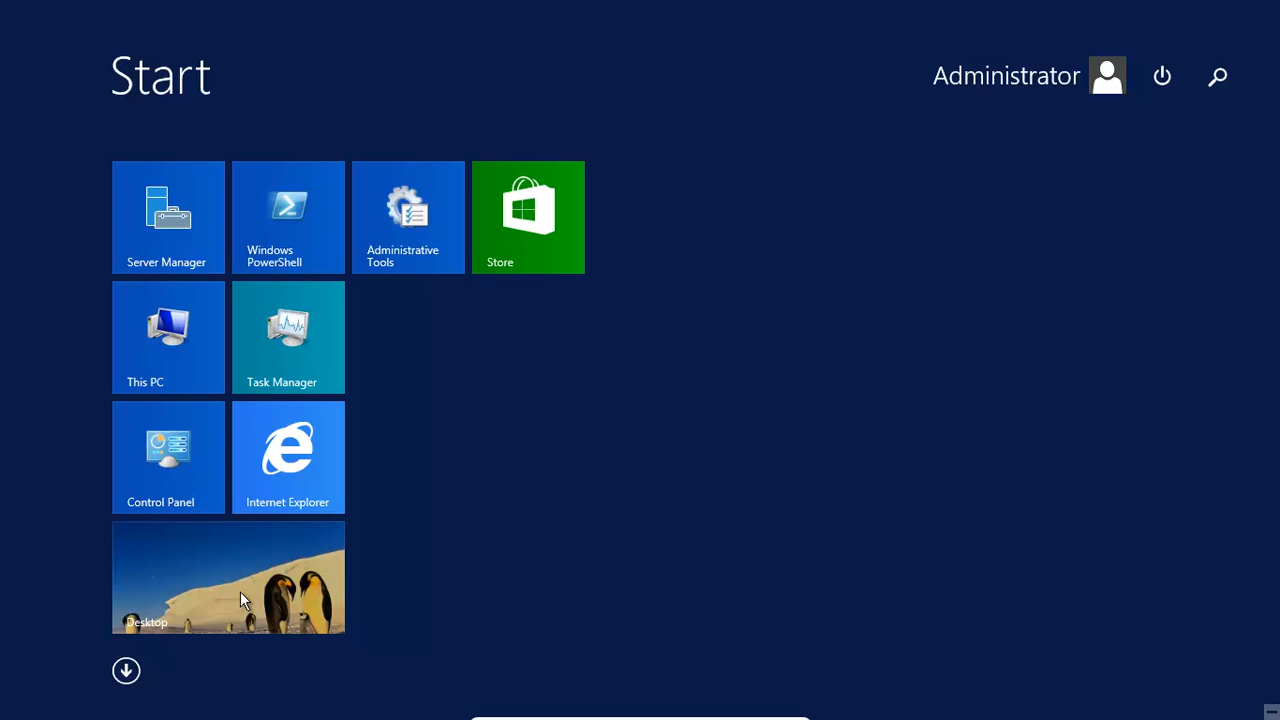 Start
Administrator
Server Manager
Windows
PowerShell
Administrative
Tools
Store
This PC
Task Manager
Control Panel
Internet Explorer
Desktop